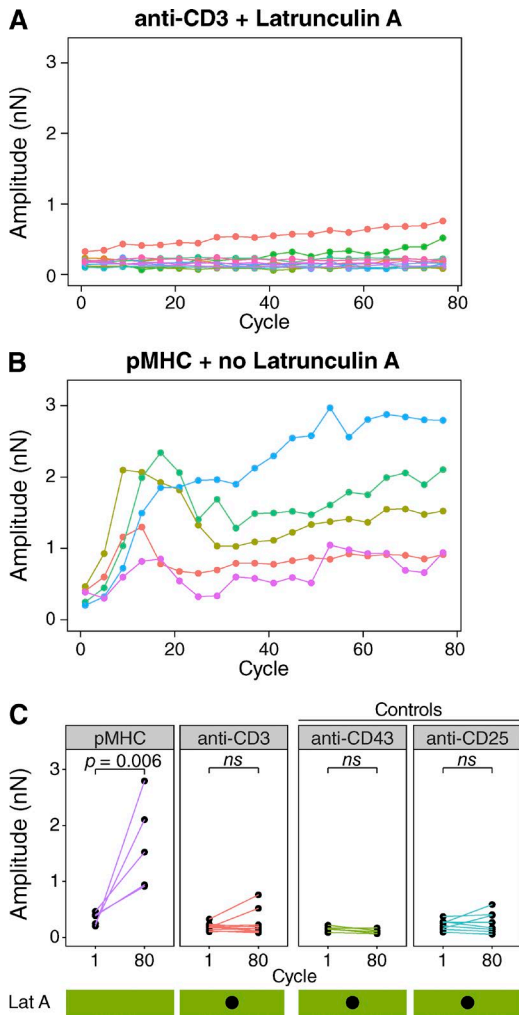 A
anti-CD3 + Latrunculin A
Amplitude (nN)
3
2
1
0
0 20 40 60 80
Cycle
B
pMHC + no Latrunculin A
Amplitude (nN)
3
2
1
0
0 20 40 60 80
Cycle
C
Controls
pMHC anti-CD3 anti-CD43 anti-CD25
p = 0.006 ns ns ns
Amplitude (nN)
3
2
1
0
1 80 1 80 1 80 1 80
Cycle
Lat A